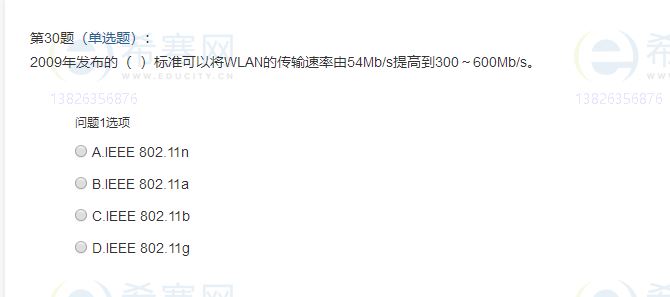 第30题（单选题）：
2009年发布的（ ）标准可以将WLAN的传输速率由54Mb/s提高到300～600Mb/s。
希赛网
WWW.EDUCITY.CN
希赛
13826356876
13826356876
问题1选项
A.IEEE 802.11n
B.IEEE 802.11a
C.IEEE 802.11b
D.IEEE 802.11g
希赛网
希赛